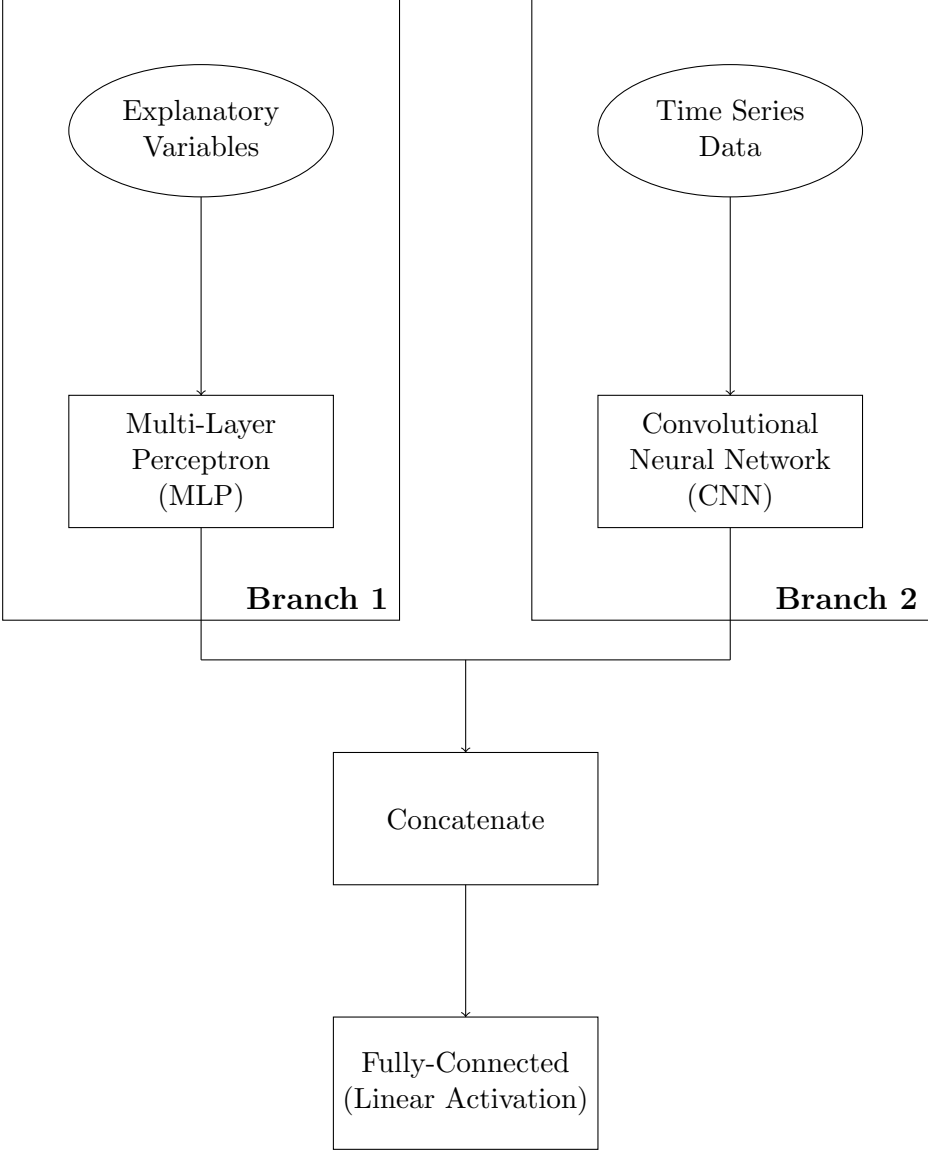 Explanatory
Variables
Multi-Layer
Perceptron
(MLP)
Branch 1
Time Series
Data
Convolutional
Neural Network
(CNN)
Branch 2
Concatenate
Fully-Connected
(Linear Activation)